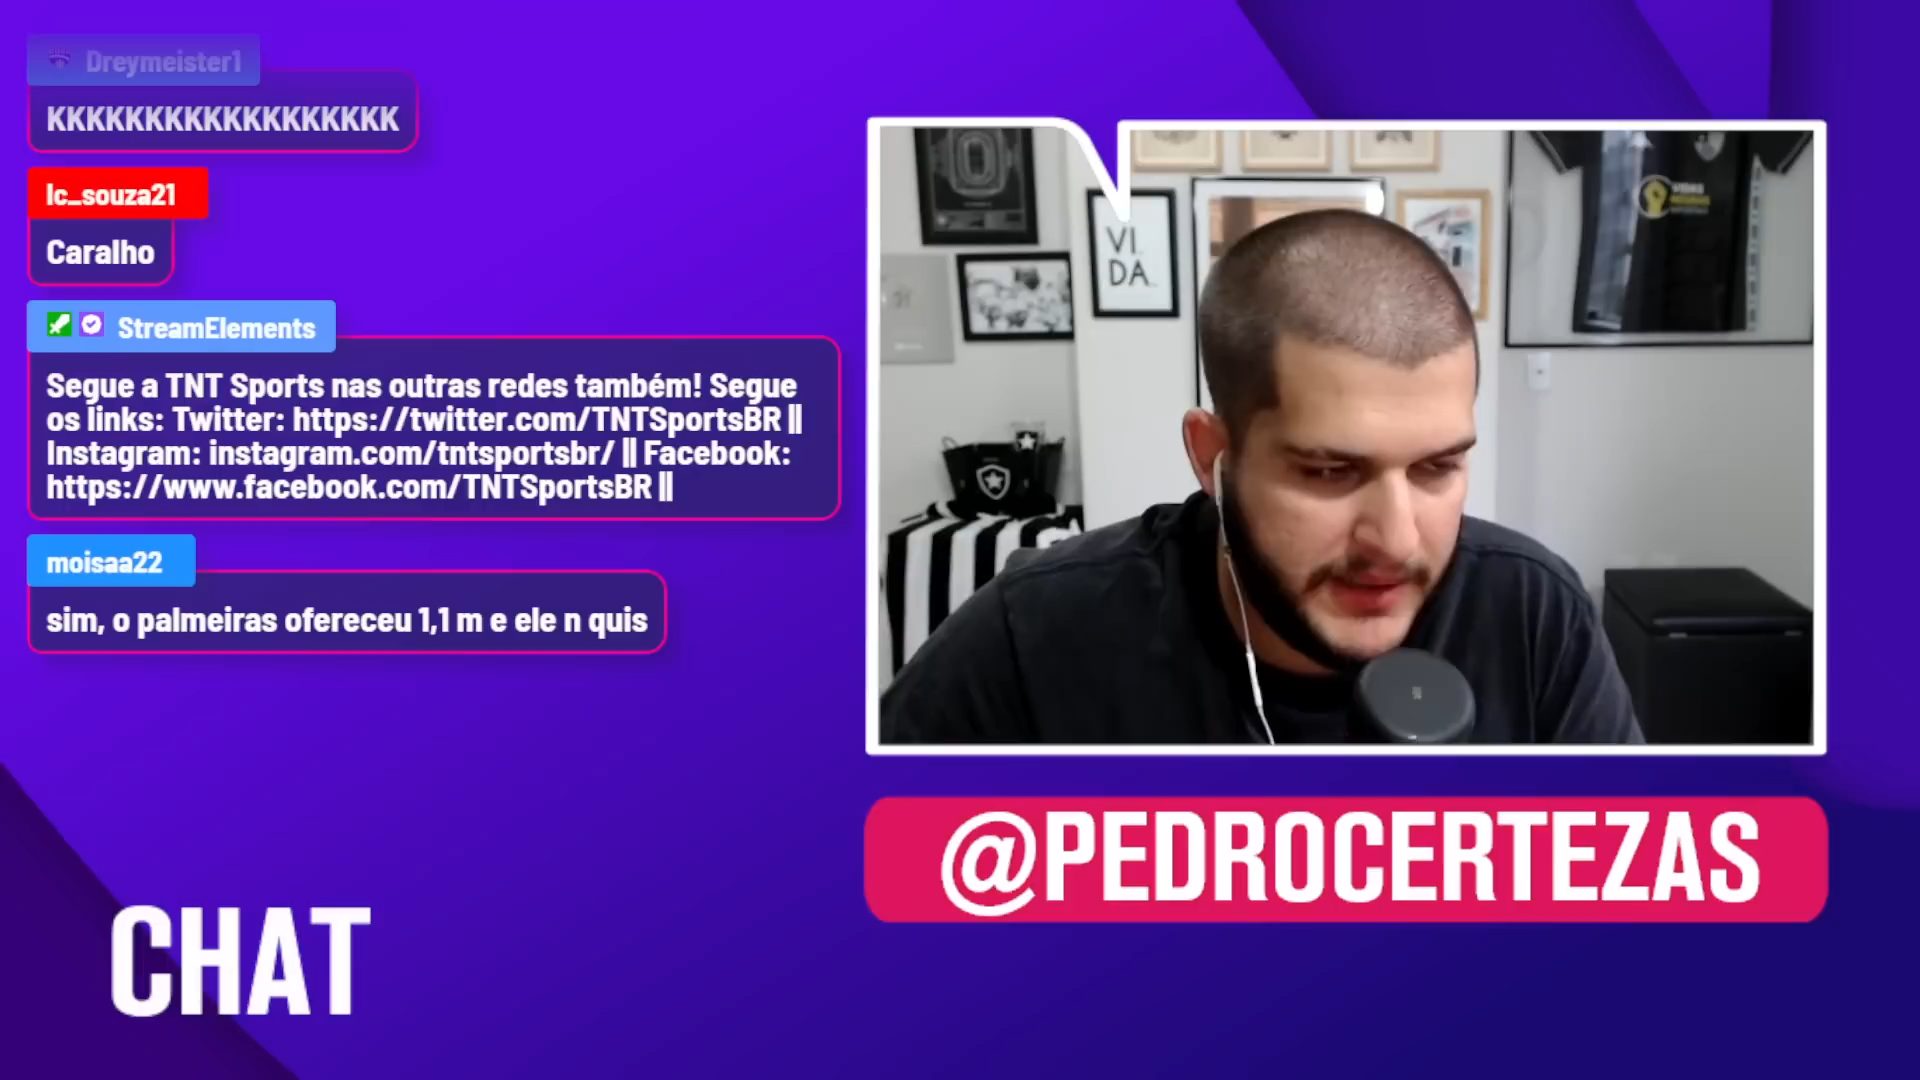 Dreymeister1
KKKKKKKKKKKKKKKKKK
lc_souza21
Caralho
StreamElements
Segue a TNT Sports nas outras redes também! Segue
os links: Twitter: https://twitter.com/TNTSportsBR ||
Instagram: instagram.com/tntsportsbr/ || Facebook:
https://www.facebook.com/TNTSportsBR ||
moisaa22
sim, o palmeiras ofereceu 1,1 m e ele n quis
CHAT
VI.
DA.
VIDAS
NEGRAS
@PEDROCERTEZAS